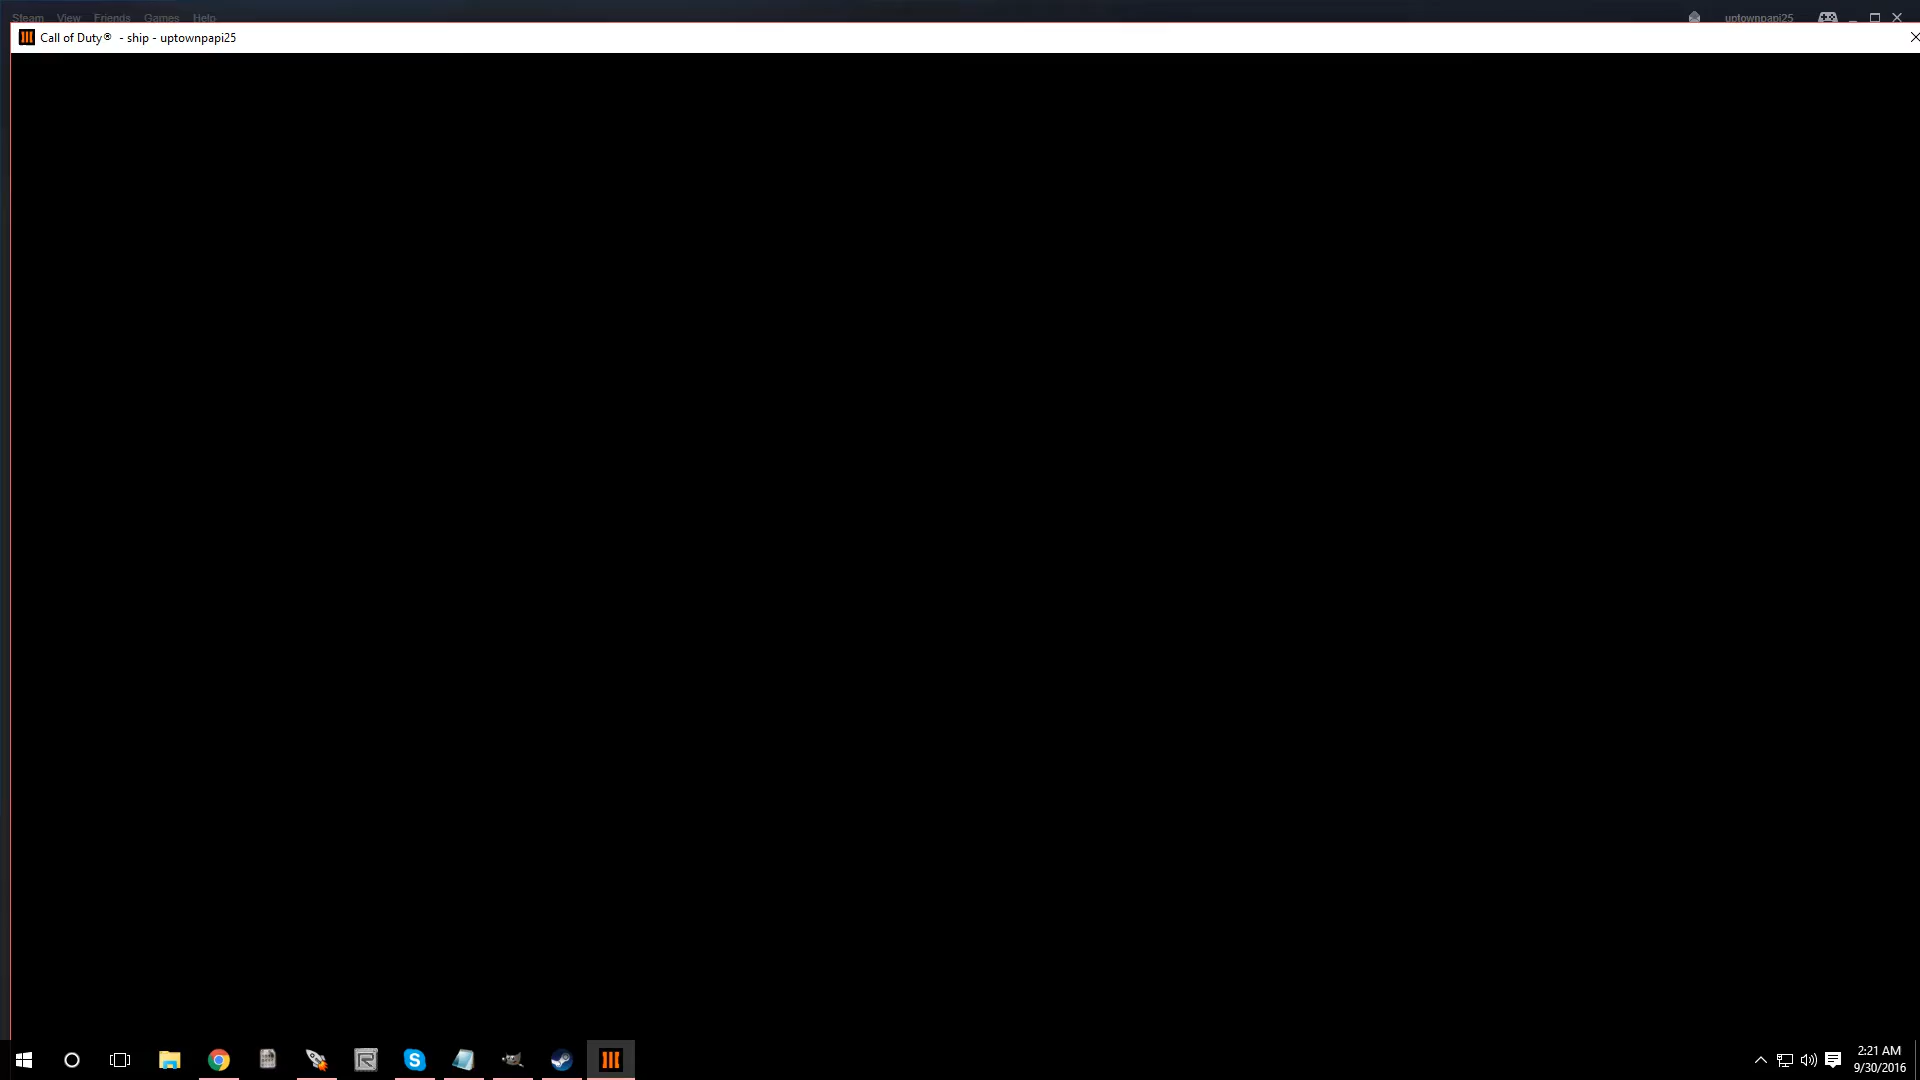 Steam View Friends Games Help uptownpapi25
Call of Duty® - ship - uptownpapi25
2:21 AM
9/30/2016